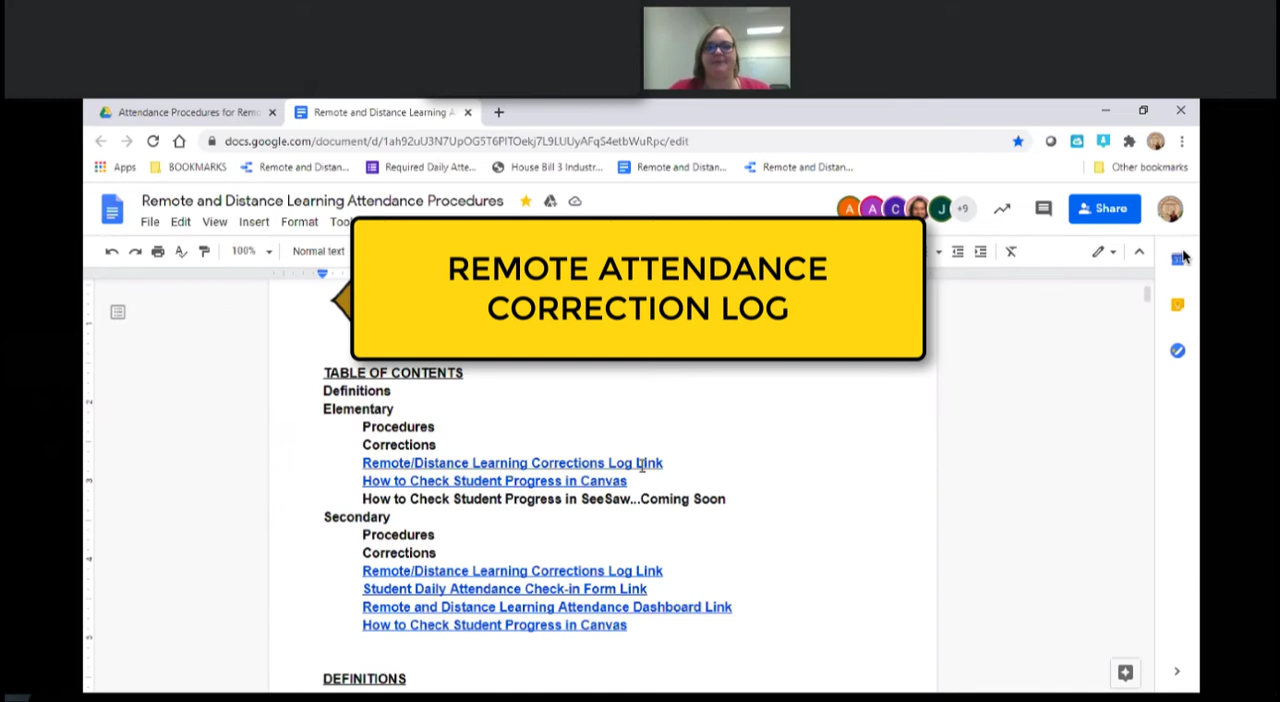 Attendance Procedures for Remo
Remote and Distance Learning A
docs.google.com/document/d/1ah92uU3N7UpOG5T6PlTOekj7L9LUUyAFqS4etbWuRpc/edit
Apps
BOOKMARKS
Remote and Distan...
Required Daily Atte...
House Bill 3 Industr...
Remote and Distan...
Remote and Distan...
Other bookmarks
Remote and Distance Learning Attendance Procedures
A A C J +9
Share
File Edit View Insert Format Tool
100% Normal text
REMOTE ATTENDANCE
CORRECTION LOG
TABLE OF CONTENTS
Definitions
Elementary
Procedures
Corrections
Remote/Distance Learning Corrections Log Link
How to Check Student Progress in Canvas
How to Check Student Progress in SeeSaw...Coming Soon
Secondary
Procedures
Corrections
Remote/Distance Learning Corrections Log Link
Student Daily Attendance Check-in Form Link
Remote and Distance Learning Attendance Dashboard Link
How to Check Student Progress in Canvas
DEFINITIONS